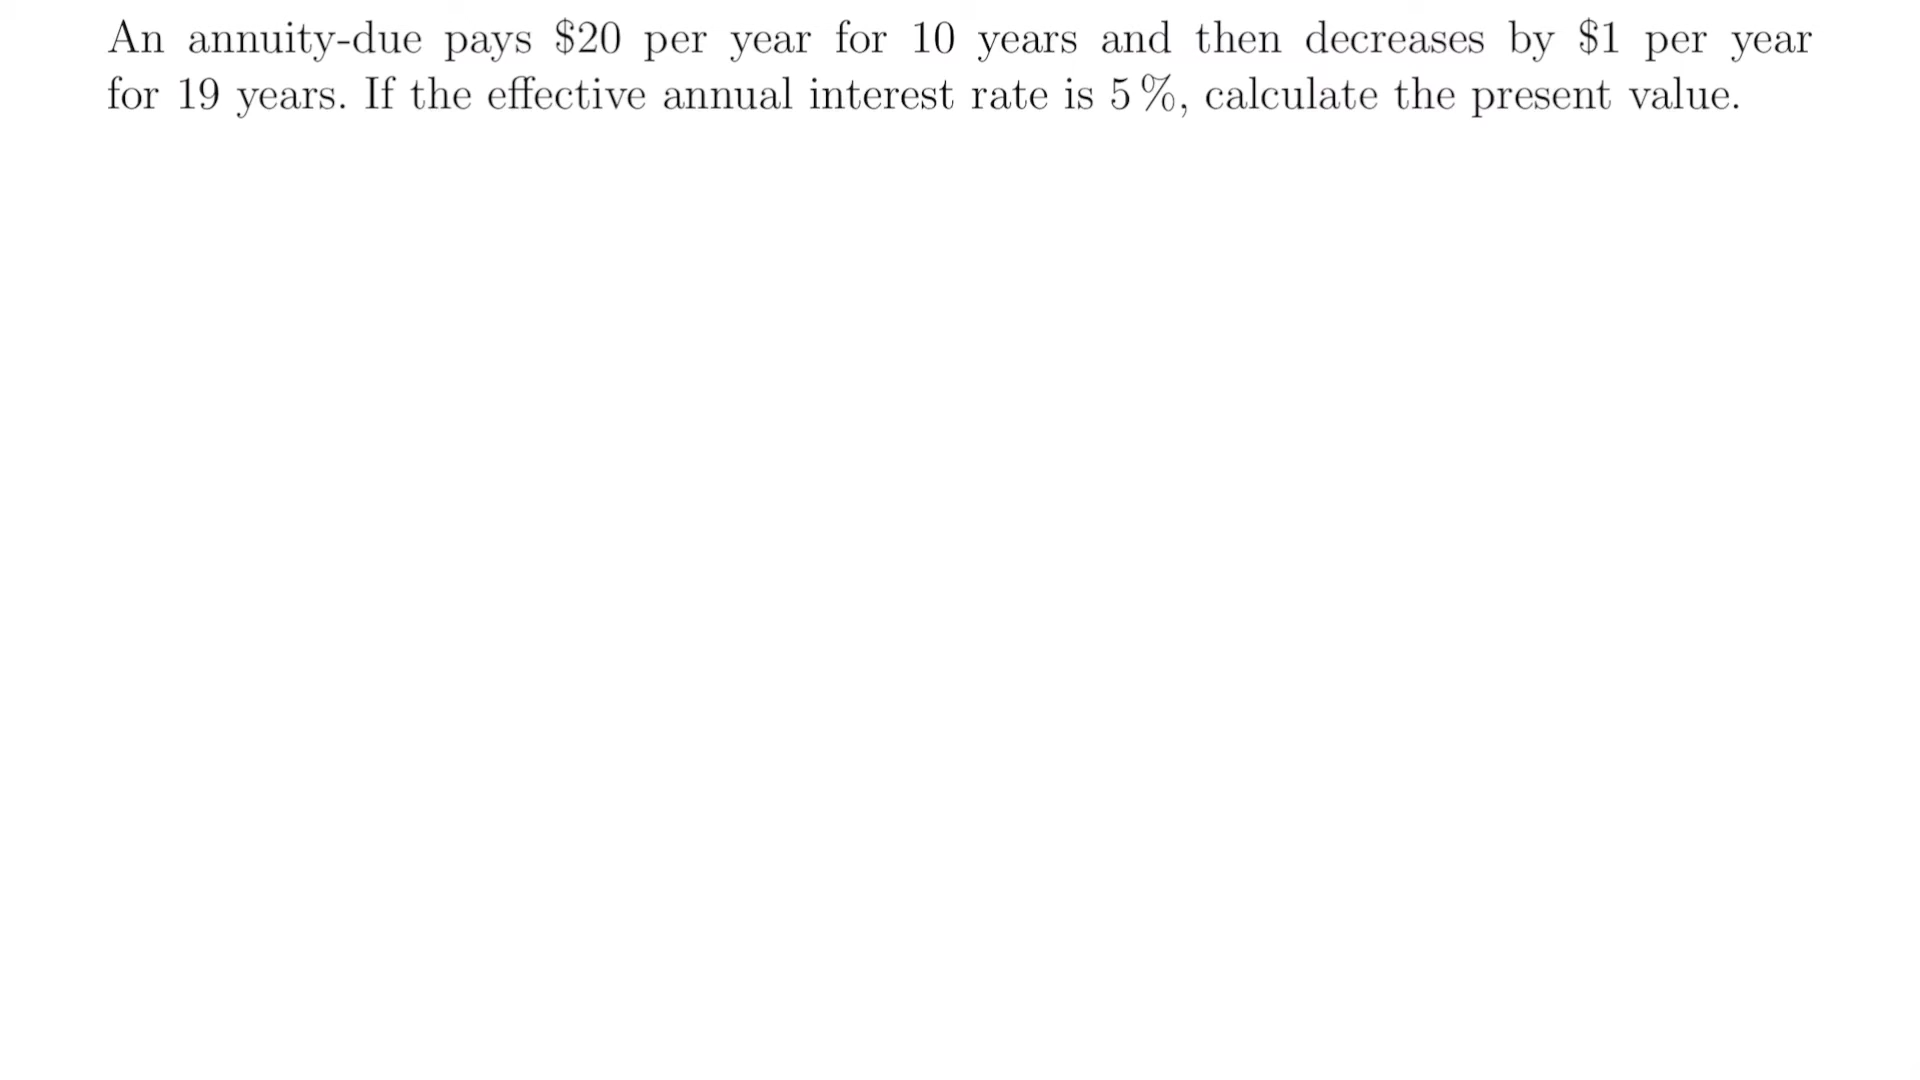 An annuity-due pays $20 per year for 10 years and then decreases by $1 per year
for 19 years. If the effective annual interest rate is 5 %, calculate the present value.